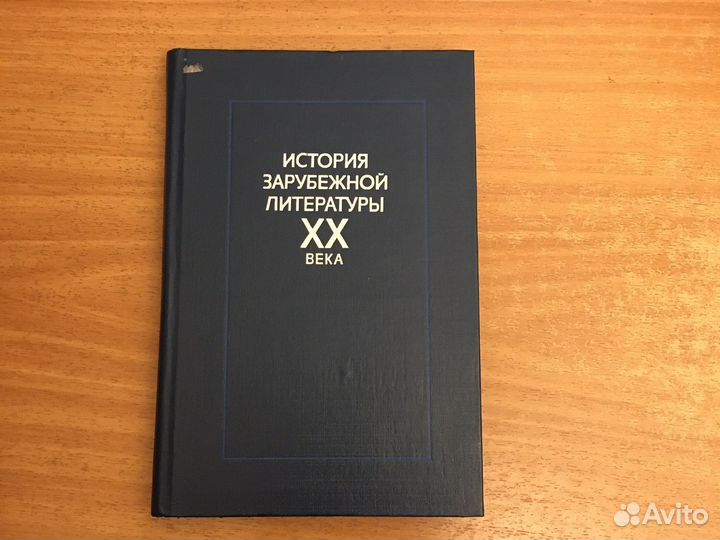 ИСТОРИЯ
ЗАРУБЕЖНОЙ
ЛИТЕРАТУРЫ
XX
ВЕКА
Avito